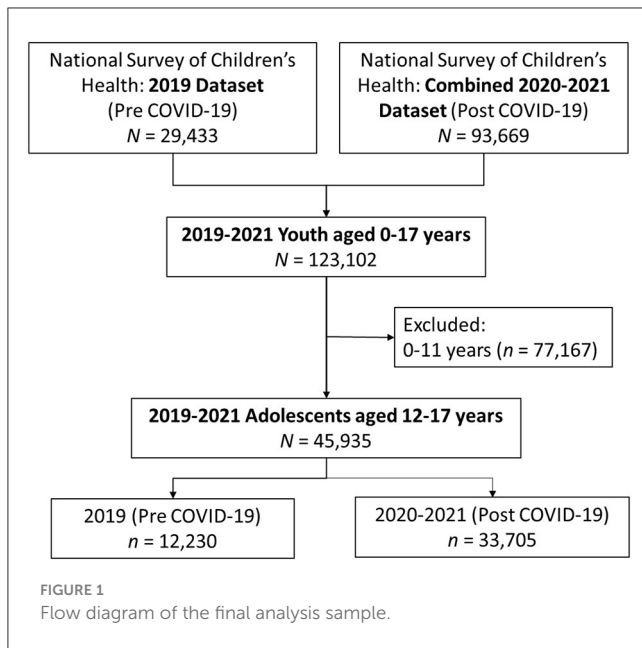 National Survey of Children’s
Health: 2019 Dataset
(Pre COVID-19)
N = 29,433
National Survey of Children’s
Health: Combined 2020-2021
Dataset (Post COVID-19)
N = 93,669
2019-2021 Youth aged 0-17 years
N = 123,102
Excluded:
0-11 years (n = 77,167)
2019-2021 Adolescents aged 12-17 years
N = 45,935
2019 (Pre COVID-19)
n = 12,230
2020-2021 (Post COVID-19)
n = 33,705
FIGURE 1
Flow diagram of the final analysis sample.